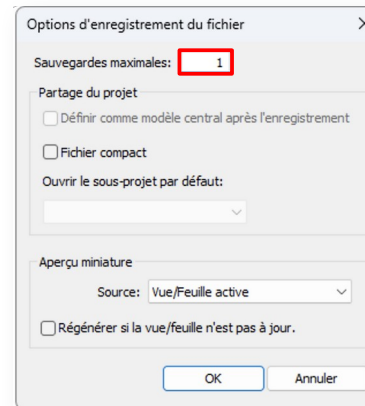 Options d'enregistrement du fichier
Sauvegardes maximales: 1
Partage du projet
Définir comme modèle central après l'enregistrement
Fichier compact
Ouvrir le sous-projet par défaut:
Aperçu miniature
Source: Vue/Feuille active
Régénérer si la vue/feuille n'est pas à jour.
OK Annuler